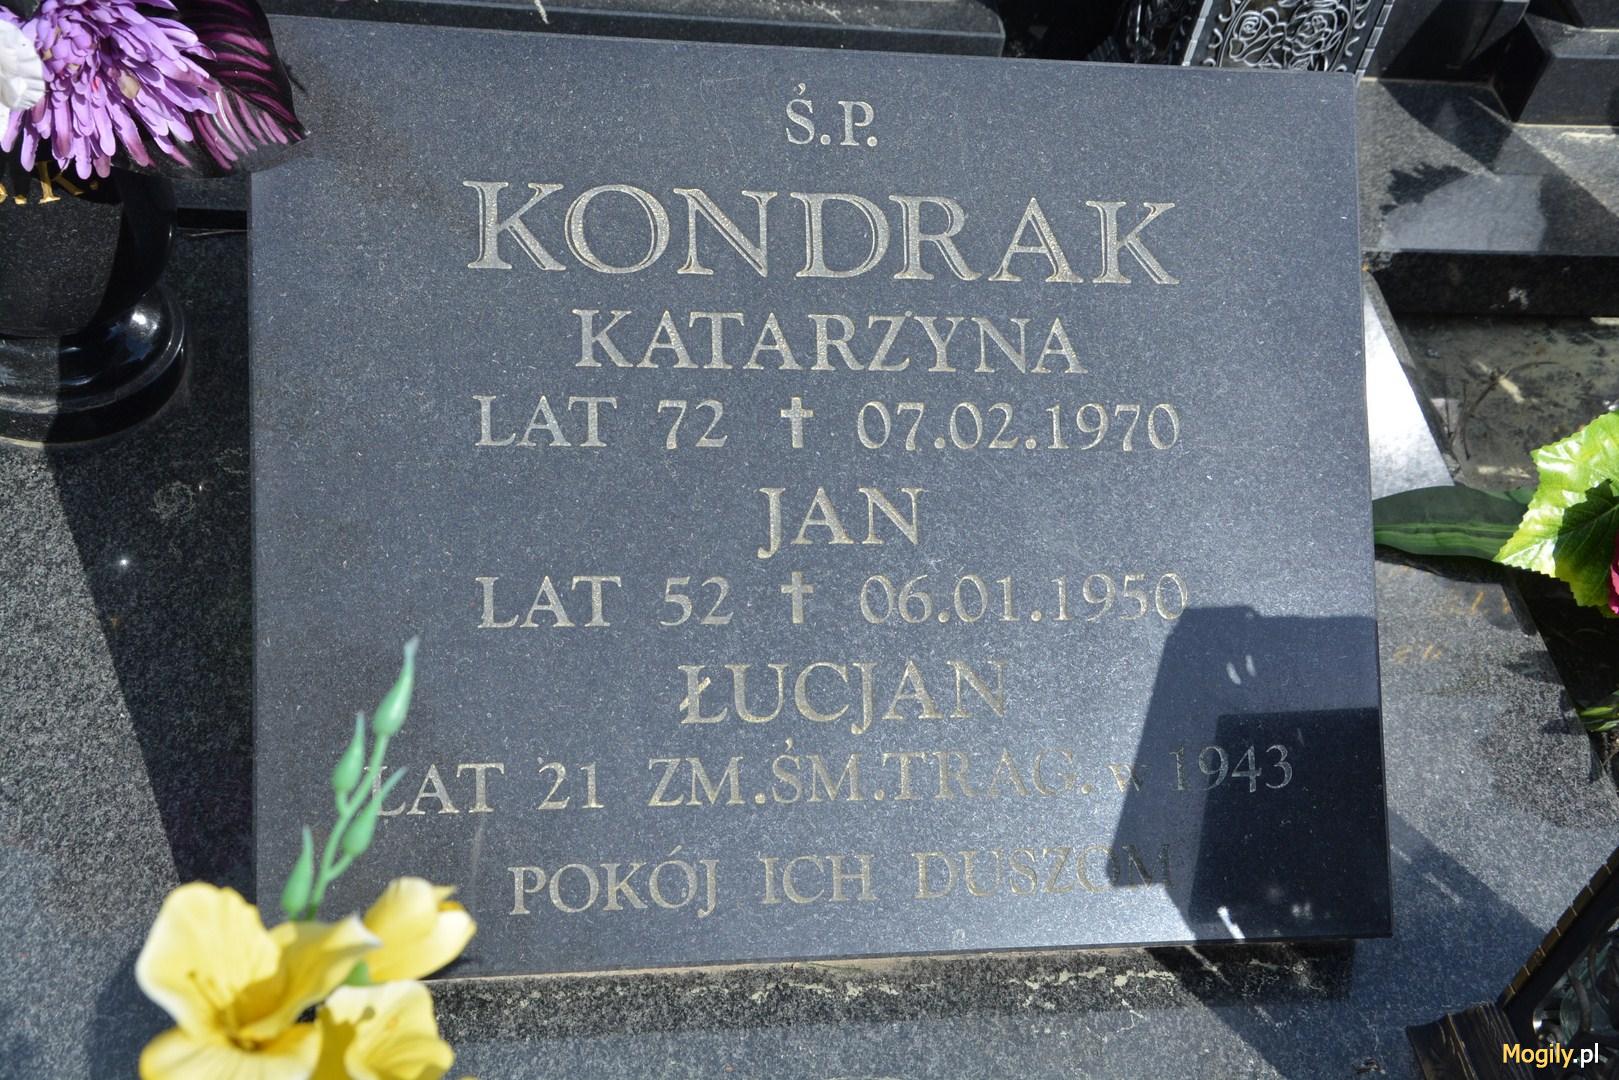 Ś.P.
KONDRAK
KATARZYNA
LAT 72 † 07.02.1970
JAN
LAT 52 † 06.01.1950
ŁUCJAN
LAT 21 ZM.ŚM.TRAG. w 1943
POKÓJ ICH DUSZOM
Mogily.pl